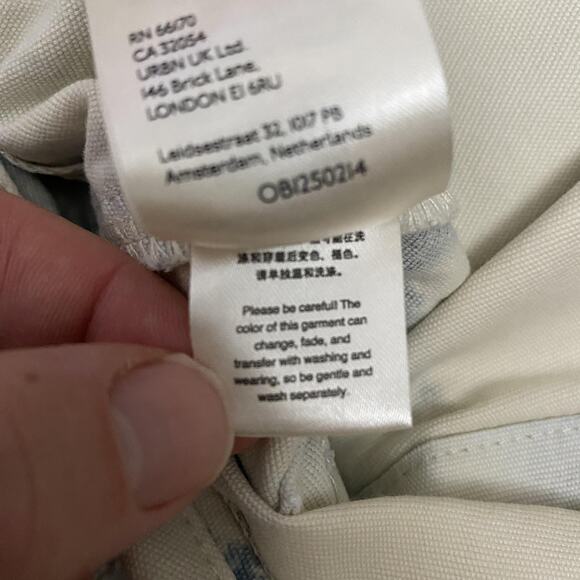 RN 66170
CA 32054
URBN UK Ltd.
146 Brick Lane,
LONDON E1 6RU
Leidsestraat 32, 1017 PB
Amsterdam, Netherlands
OB1250214
在洗
涤和穿着后变色、褪色。
请单独温和洗涤。
Please be careful! The
color of this garment can
change, fade, and
transfer with washing and
wearing, so be gentle and
wash separately.